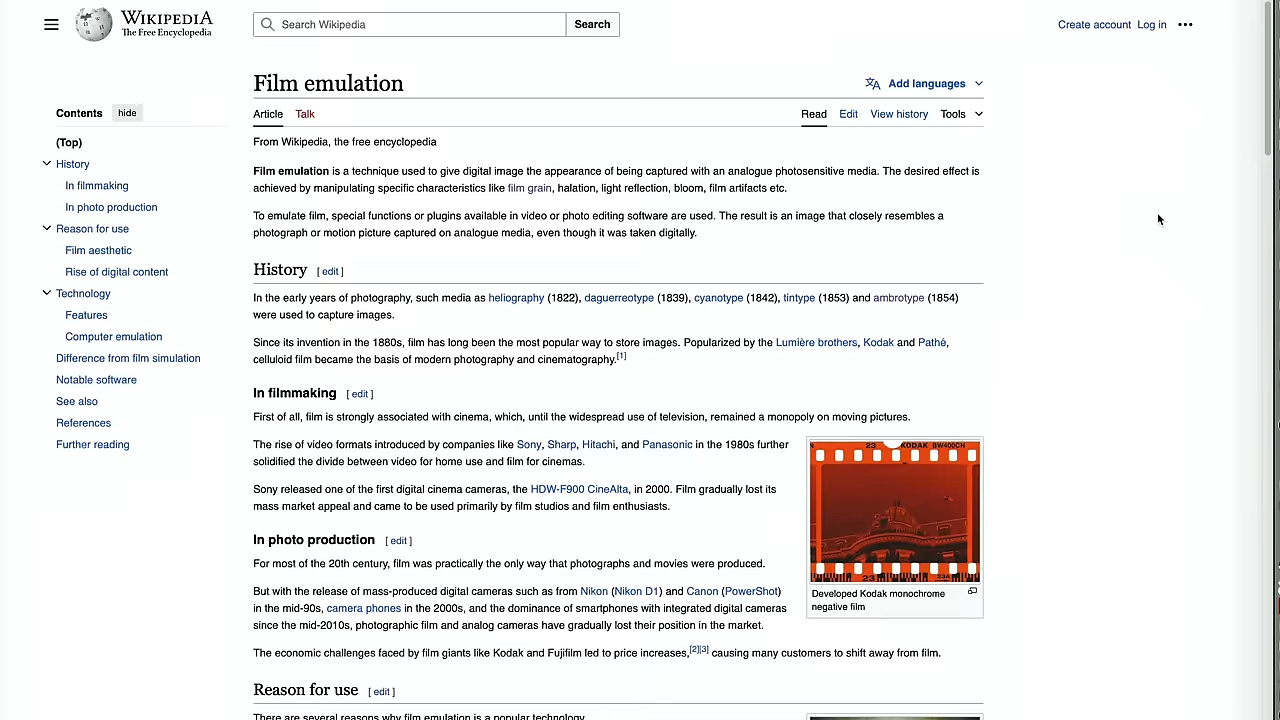 WIKIPEDIA
The Free Encyclopedia
Search Wikipedia
Search
Create account Log in
Film emulation
Add languages
Article Talk
Read Edit View history Tools
From Wikipedia, the free encyclopedia
Contents hide
(Top)
History
In filmmaking
In photo production
Reason for use
Film aesthetic
Rise of digital content
Technology
Features
Computer emulation
Difference from film simulation
Notable software
See also
References
Further reading
Film emulation is a technique used to give digital image the appearance of being captured with an analogue photosensitive media. The desired effect is
achieved by manipulating specific characteristics like film grain, halation, light reflection, bloom, film artifacts etc.
To emulate film, special functions or plugins available in video or photo editing software are used. The result is an image that closely resembles a
photograph or motion picture captured on analogue media, even though it was taken digitally.
History [ edit ]
In the early years of photography, such media as heliography (1822), daguerreotype (1839), cyanotype (1842), tintype (1853) and ambrotype (1854)
were used to capture images.
Since its invention in the 1880s, film has long been the most popular way to store images. Popularized by the Lumière brothers, Kodak and Pathé,
celluloid film became the basis of modern photography and cinematography.[1]
In filmmaking [ edit ]
First of all, film is strongly associated with cinema, which, until the widespread use of television, remained a monopoly on moving pictures.
The rise of video formats introduced by companies like Sony, Sharp, Hitachi, and Panasonic in the 1980s further
solidified the divide between video for home use and film for cinemas.
Sony released one of the first digital cinema cameras, the HDW-F900 CineAlta, in 2000. Film gradually lost its
mass market appeal and came to be used primarily by film studios and film enthusiasts.
23 KODAK BW400CN
23 23A
Developed Kodak monochrome
negative film
In photo production [ edit ]
For most of the 20th century, film was practically the only way that photographs and movies were produced.
But with the release of mass-produced digital cameras such as from Nikon (Nikon D1) and Canon (PowerShot)
in the mid-90s, camera phones in the 2000s, and the dominance of smartphones with integrated digital cameras
since the mid-2010s, photographic film and analog cameras have gradually lost their position in the market.
The economic challenges faced by film giants like Kodak and Fujifilm led to price increases,[2][3] causing many customers to shift away from film.
Reason for use [ edit ]
There are several reasons why film emulation is a popular technology.